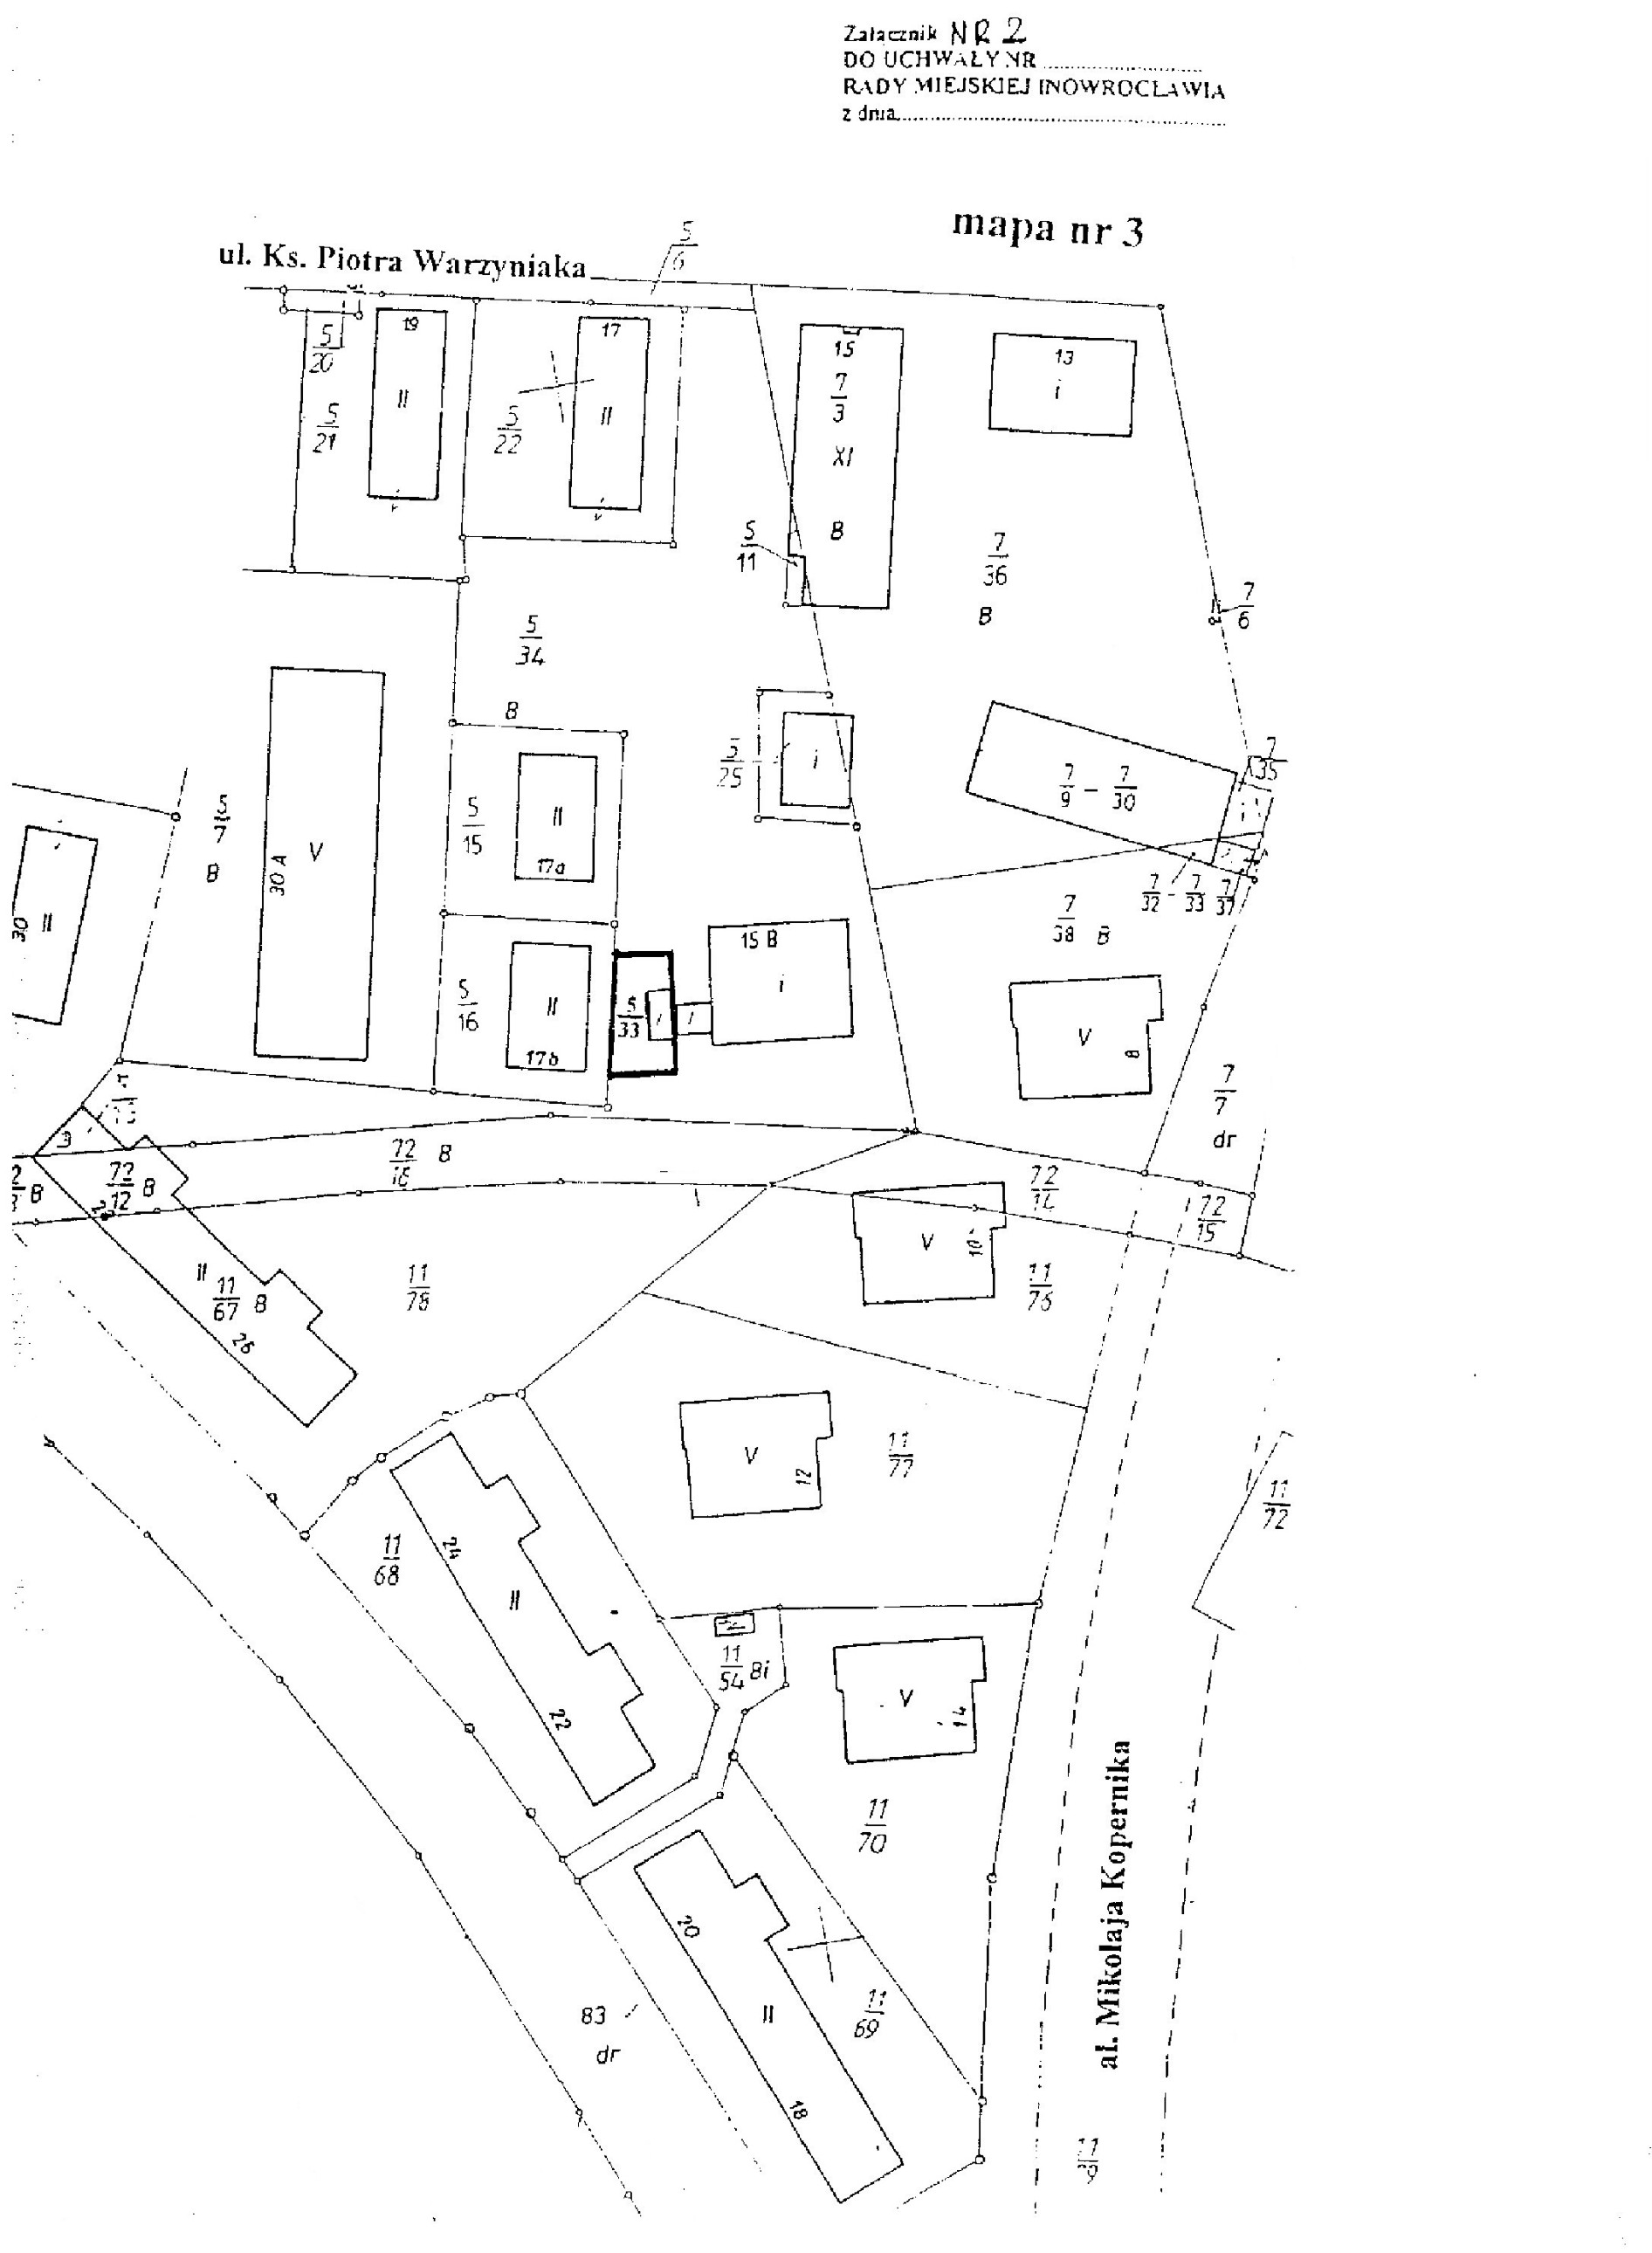 Załącznik NR 2
DO UCHWAŁY NR
RADY MIEJSKIEJ INOWROCŁAWIA
z dnia
mapa nr 3
ul. Ks. Piotra Warzyniaka
5/6
19
17
15
13
5/20
II
II
7/3
i
5/21
5/22
XI
B
5/11
7/36
B
7/6
5/34
B
5/25
i
7/35
7/9 - 7/30
5/7
B
30 A
V
5/15
II
17a
7/32 - 7/33
7/37
30
II
7/38 B
15 B
i
5/16
II
17b
5/33
V
8
7/7
dr
3
72/12 B
B
72/14
72/15
V
10
II
11/67 B
26
11/78
11/76
V
12
11/77
11/72
11/68
24
II
22
11/54 Bi
V
14
11/70
al. Mikołaja Kopernika
20
II
18
11/69
83
dr